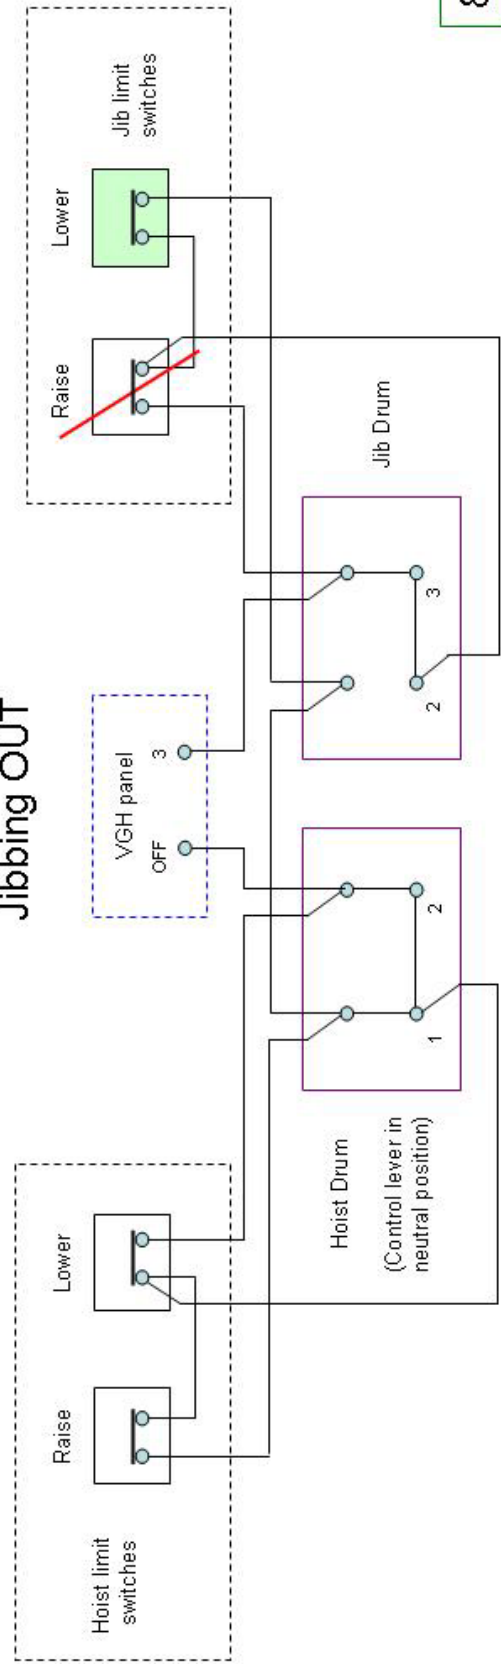 Jibbing OUT
8
Hoist limit
switches
Raise
Lower
VGH panel
OFF
3
Raise
Lower
Jib limit
switches
Hoist Drum
(Control lever in
neutral position)
1
2
2
3
Jib Drum